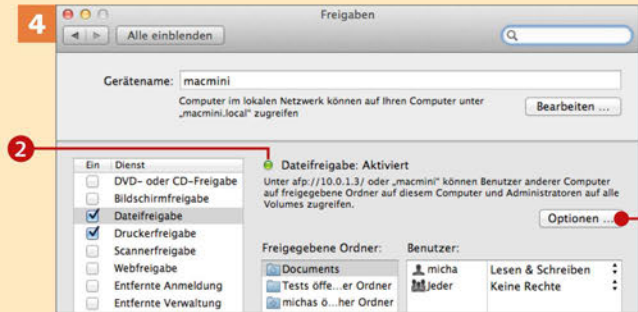 4
Freigaben
Alle einblenden
Gerätename: macmini
Computer im lokalen Netzwerk können auf Ihren Computer unter
„macmini.local“ zugreifen
Bearbeiten ...
2
Ein Dienst
DVD- oder CD-Freigabe
Bildschirmfreigabe
Dateifreigabe
Druckerfreigabe
Scannerfreigabe
Webfreigabe
Entfernte Anmeldung
Entfernte Verwaltung
Dateifreigabe: Aktiviert
Unter afp://10.0.1.3/ oder „macmini“ können Benutzer anderer Computer
auf freigegebene Ordner auf diesem Computer und Administratoren auf alle
Volumes zugreifen.
Optionen ...
Freigegebene Ordner:
Documents
Tests öffe...er Ordner
michas ö...her Ordner
Benutzer:
micha Lesen & Schreiben
Jeder Keine Rechte